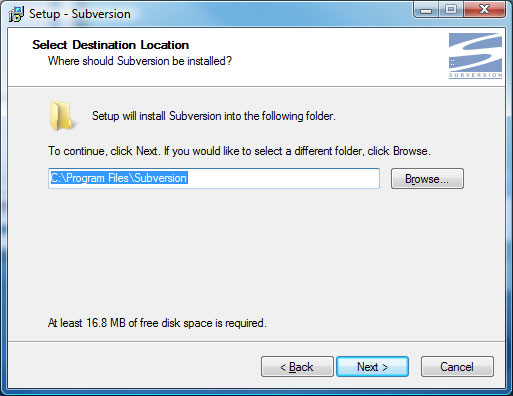 Setup - Subversion
Select Destination Location
Where should Subversion be installed?
SUBVERSION
Setup will install Subversion into the following folder.
To continue, click Next. If you would like to select a different folder, click Browse.
C:\Program Files\Subversion
Browse...
At least 16.8 MB of free disk space is required.
< Back
Next >
Cancel